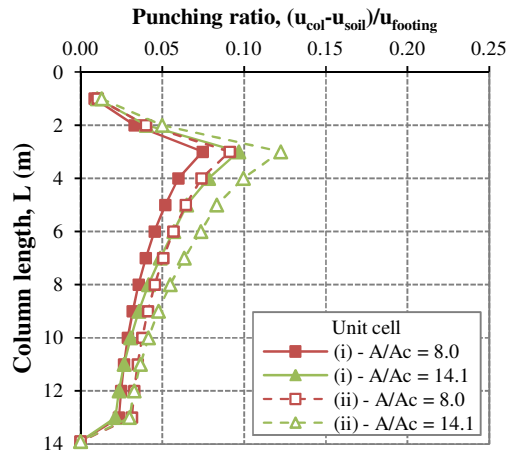 Punching ratio, (ucol-usoil)/ufooting
0.00 0.05 0.10 0.15 0.20 0.25
Column length, L (m)
0
2
4
6
8
10
12
14
Unit cell
(i) - A/Ac = 8.0
(i) - A/Ac = 14.1
(ii) - A/Ac = 8.0
(ii) - A/Ac = 14.1